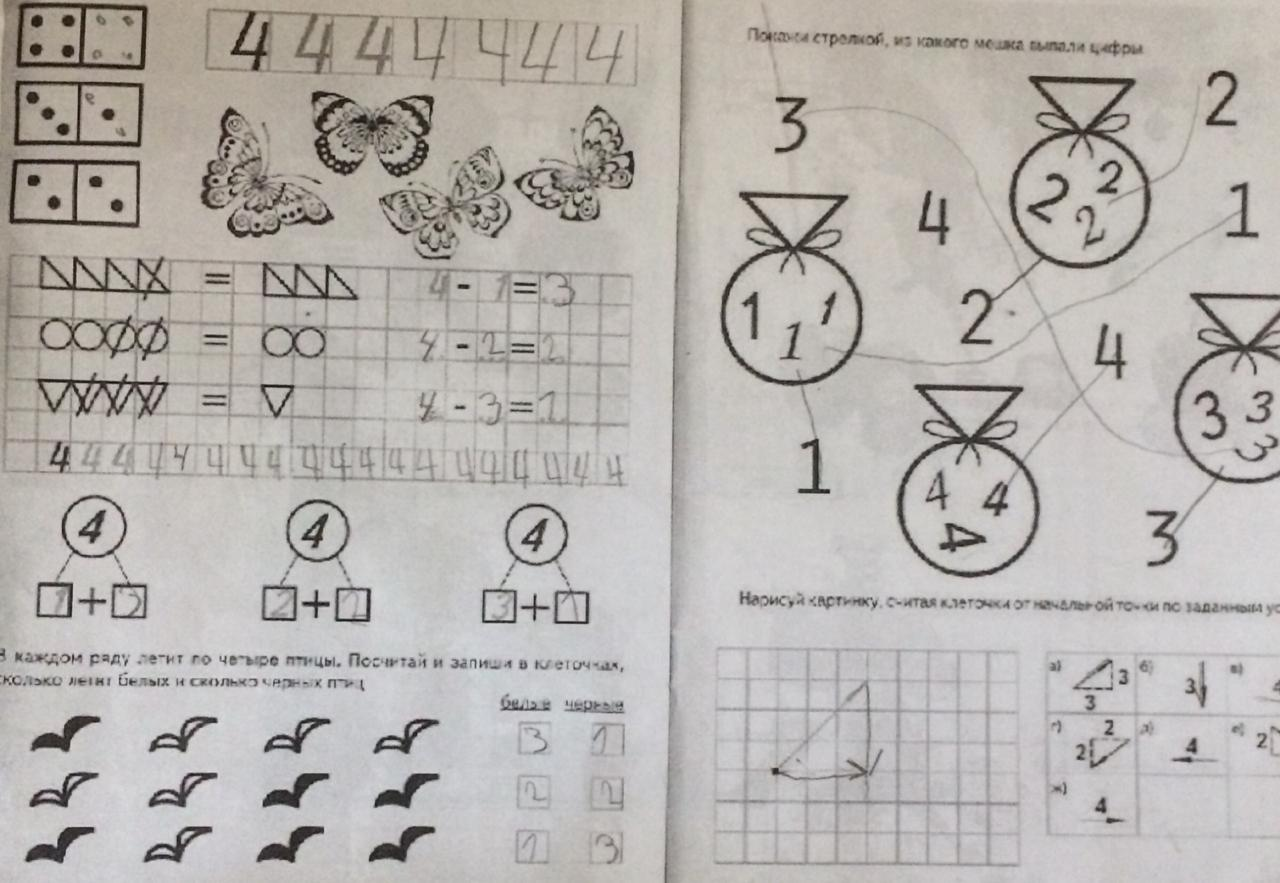 4 4 4 4 4 4 4
= 4 - 1 = 3
= 4 - 2 = 2
= 4 - 3 = 1
4 4 4 4 4 4 4 4 4 4 4 4 4 4 4 4 4 4
4 4 4
1 + 3 2 + 2 3 + 1
В каждом ряду летит по четыре птицы. Посчитай и запиши в клеточках,
сколько летит белых и сколько черных птиц
белые черные
3 1
2 2
1 3
Покажи стрелкой, из какого мешка выпали цифры
3 2
2 2 2
4 1
1 1 1
2 4
3 3 3
1
4 4 4
3
Нарисуй картинку, считая клеточки от начальной точки по заданным
а) 3 3 б) 3 в)
г) 2 2 д) 4 е) 2
ж) 4